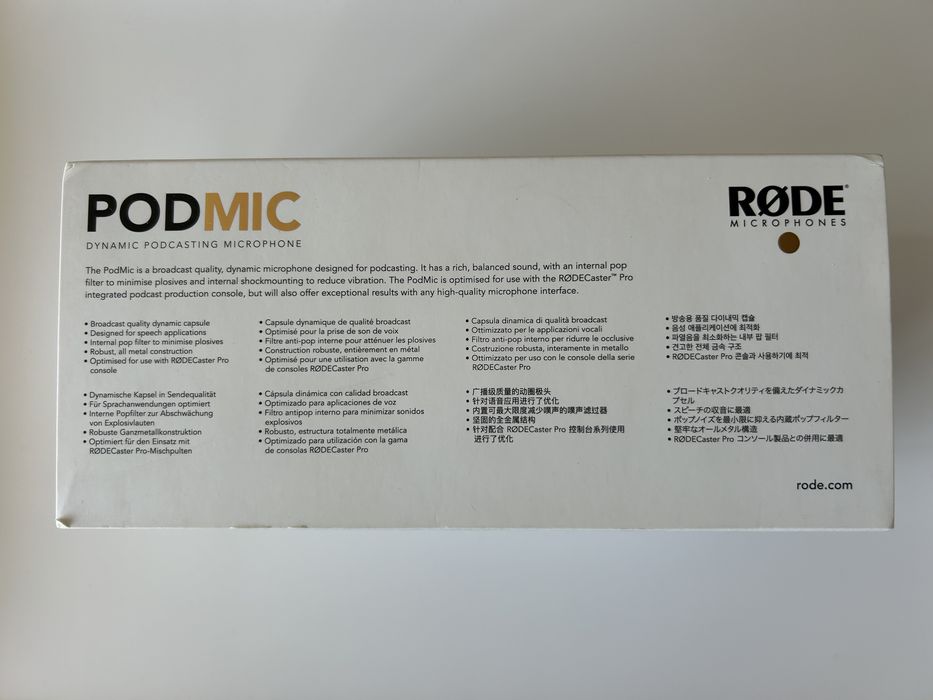 PODMIC
DYNAMIC PODCASTING MICROPHONE
RØDE®
MICROPHONES
The PodMic is a broadcast quality, dynamic microphone designed for podcasting. It has a rich, balanced sound, with an internal pop
filter to minimise plosives and internal shockmounting to reduce vibration. The PodMic is optimised for use with the RØDECaster™ Pro
integrated podcast production console, but will also offer exceptional results with any high-quality microphone interface.
• Broadcast quality dynamic capsule
• Designed for speech applications
• Internal pop filter to minimise plosives
• Robust, all metal construction
• Optimised for use with RØDECaster Pro
console
• Capsule dynamique de qualité broadcast
• Optimisé pour la prise de son de voix
• Filtre anti-pop interne pour atténuer les plosives
• Construction robuste, entièrement en métal
• Optimisé pour une utilisation avec la gamme
de consoles RØDECaster Pro
• Capsula dinamica di qualità broadcast
• Ottimizzato per le applicazioni vocali
• Filtro anti-pop interno per ridurre le occlusive
• Costruzione robusta, interamente in metallo
• Ottimizzato per uso con le console della serie
RØDECaster Pro
• 방송용 품질 다이내믹 캡슐
• 음성 애플리케이션에 최적화
• 파열음을 최소화하는 내부 팝 필터
• 견고한 전체 금속 구조
• RØDECaster Pro 콘솔과 사용하기에 최적
• Dynamische Kapsel in Sendequalität
• Für Sprachanwendungen optimiert
• Interne Popfilter zur Abschwächung
von Explosivlauten
• Robuste Ganzmetallkonstruktion
• Optimiert für den Einsatz mit
RØDECaster Pro-Mischpulten
• Cápsula dinámica con calidad broadcast
• Optimizado para aplicaciones de voz
• Filtro antipop interno para minimizar sonidos
explosivos
• Robusto, estructura totalmente metálica
• Optimizado para utilización con la gama
de consolas RØDECaster Pro
• 广播级质量的动圈极头
• 针对语音应用进行了优化
• 内置可最大限度减少噗声的噗声滤过器
• 坚固的全金属结构
• 针对配合 RØDECaster Pro 控制台系列使用
进行了优化
• ブロードキャストクオリティを備えたダイナミックカ
プセル
• スピーチの収音に最適
• ポップノイズを最小限に抑える内蔵ポップフィルター
• 堅牢なオールメタル構造
• RØDECaster Pro コンソール製品との併用に最適
rode.com